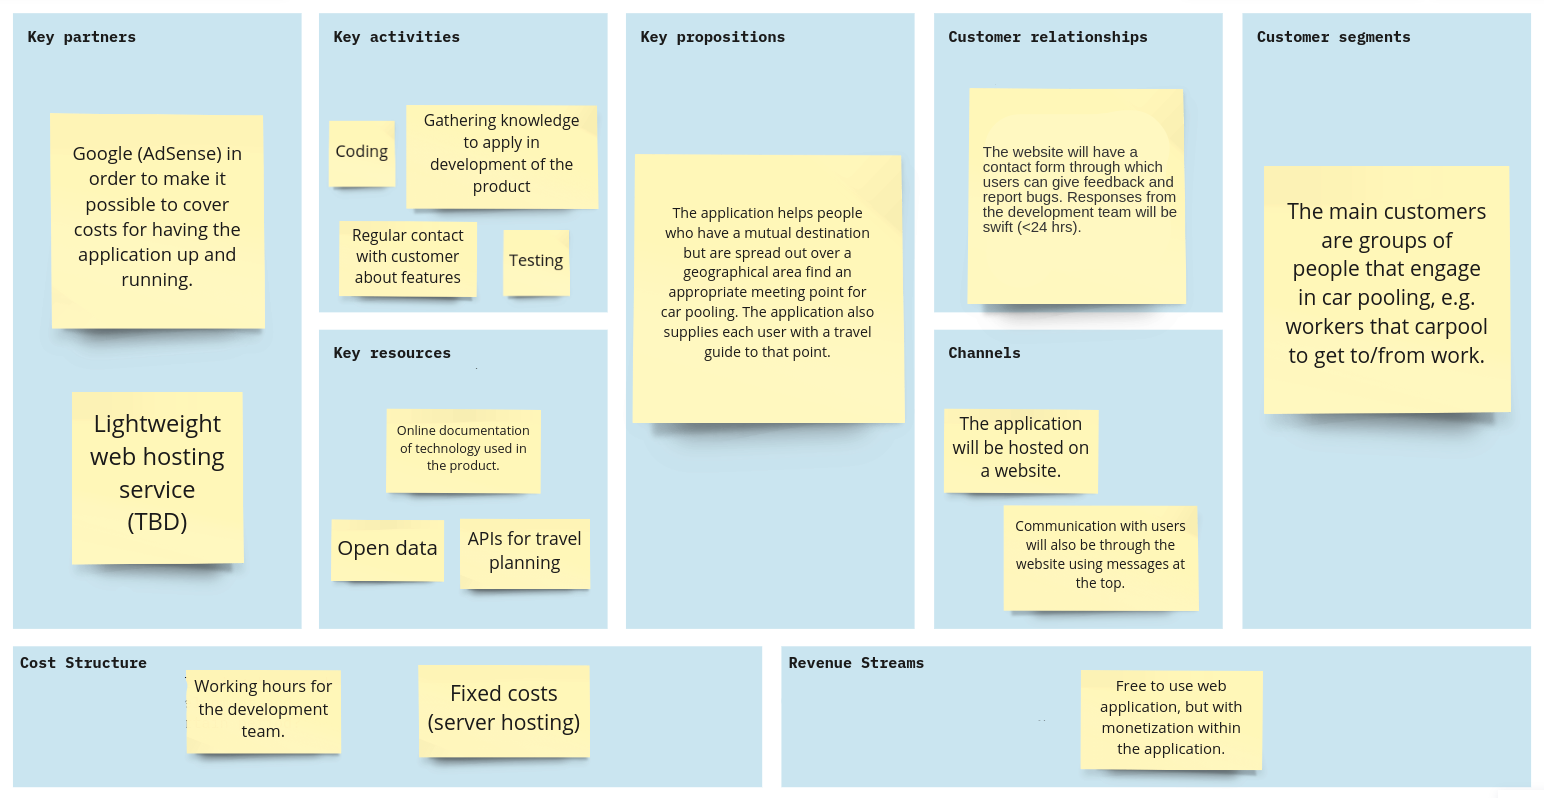 Key partners
Google (AdSense) in
order to make it
possible to cover
costs for having the
application up and
running.
Lightweight
web hosting
service
(TBD)
Key activities
Coding
Gathering knowledge
to apply in
development of the
product
Regular contact
with customer
about features
Testing
Key resources
Online documentation
of technology used in
the product.
Open data
APIs for travel
planning
Key propositions
The application helps people
who have a mutual destination
but are spread out over a
geographical area find an
appropriate meeting point for
car pooling. The application also
supplies each user with a travel
guide to that point.
Customer relationships
The website will have a
contact form through which
users can give feedback and
report bugs. Responses from
the development team will be
swift (<24 hrs).
Channels
The application
will be hosted on
a website.
Communication with users
will also be through the
website using messages at
the top.
Customer segments
The main customers
are groups of
people that engage
in car pooling, e.g.
workers that carpool
to get to/from work.
Cost Structure
Working hours for
the development
team.
Fixed costs
(server hosting)
Revenue Streams
Free to use web
application, but with
monetization within
the application.